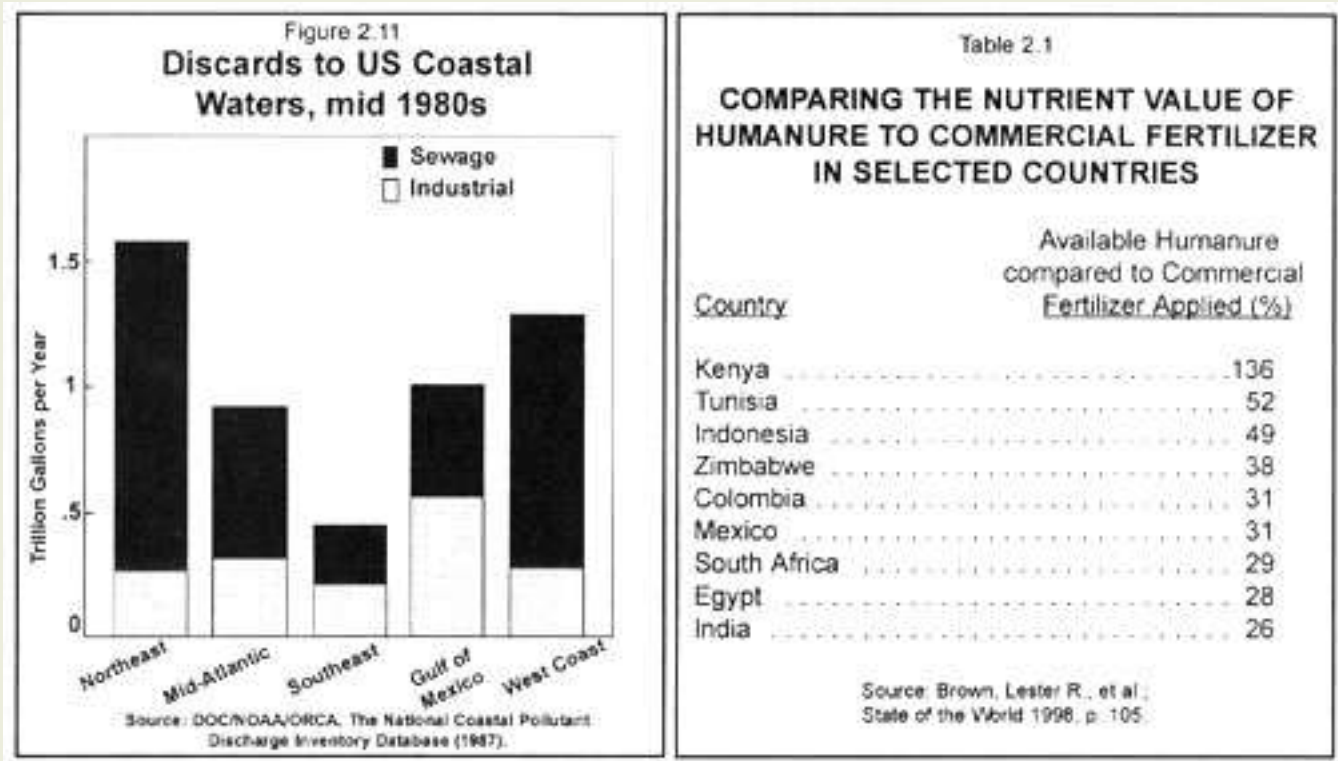 Figure 2.11
Discards to US Coastal
Waters, mid 1980s
Sewage
Industrial
Trillion Gallons per Year
1.5
1
.5
0
Northeast
Mid-Atlantic
Southeast
Gulf of
Mexico
West Coast
Source: DOC/NOAA/ORCA, The National Coastal Pollutant
Discharge Inventory Database (1987).
Table 2.1
COMPARING THE NUTRIENT VALUE OF
HUMANURE TO COMMERCIAL FERTILIZER
IN SELECTED COUNTRIES
Available Humanure
compared to Commercial
Country Fertilizer Applied (%)
Kenya 136
Tunisia 52
Indonesia 49
Zimbabwe 38
Colombia 31
Mexico 31
South Africa 29
Egypt 28
India 26
Source: Brown, Lester R., et al.;
State of the World 1998, p. 105.